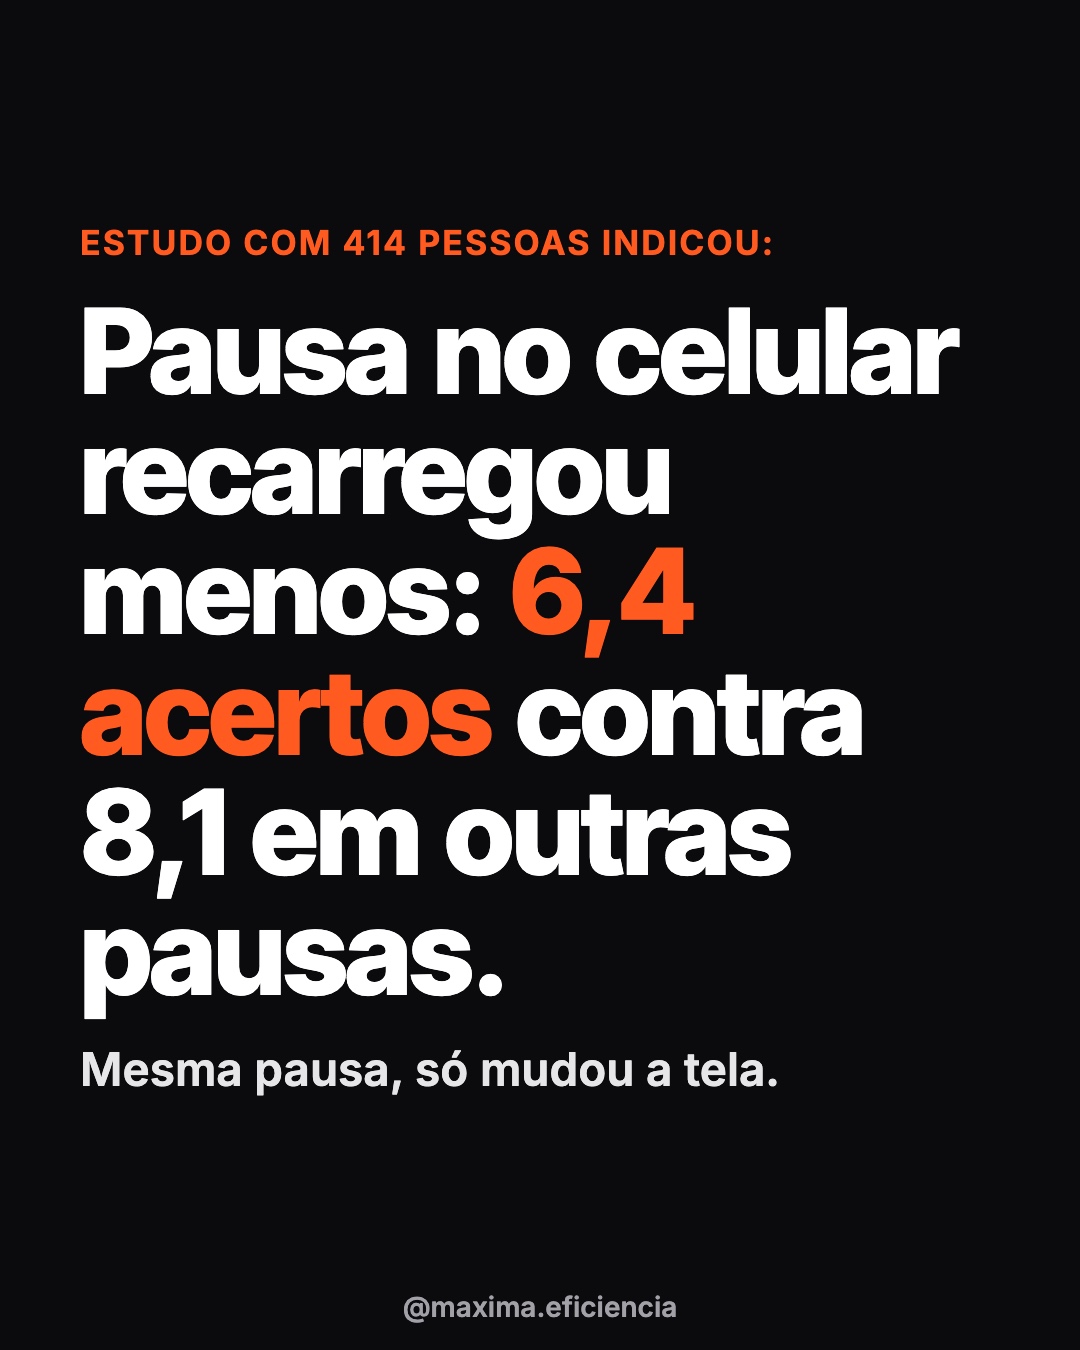 ESTUDO COM 414 PESSOAS INDICOU:
Pausa no celular
recarregou
menos: 6,4
acertos contra
8,1 em outras
pausas.
Mesma pausa, só mudou a tela.
@maxima.eficiencia